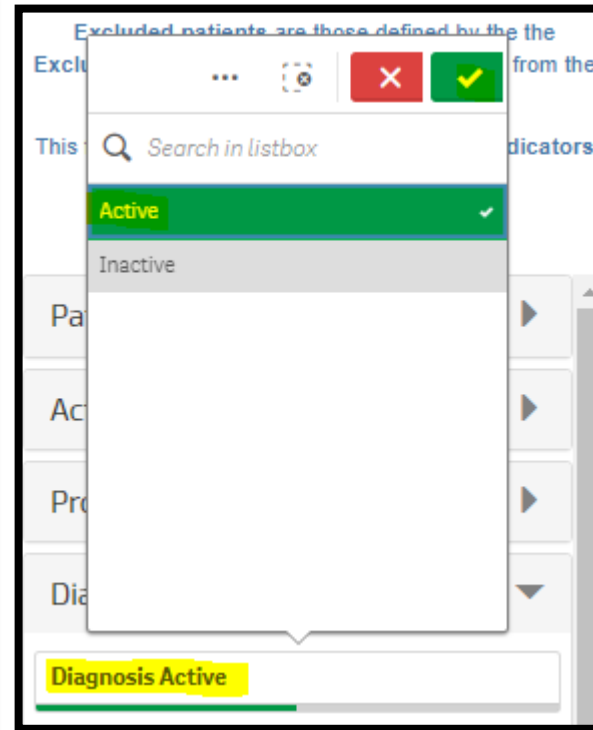 Excluded patients are those defined by the the
Exclu from the
...
This dicators
Search in listbox
Active
Inactive
Pa
Ac
Pro
Dia
Diagnosis Active